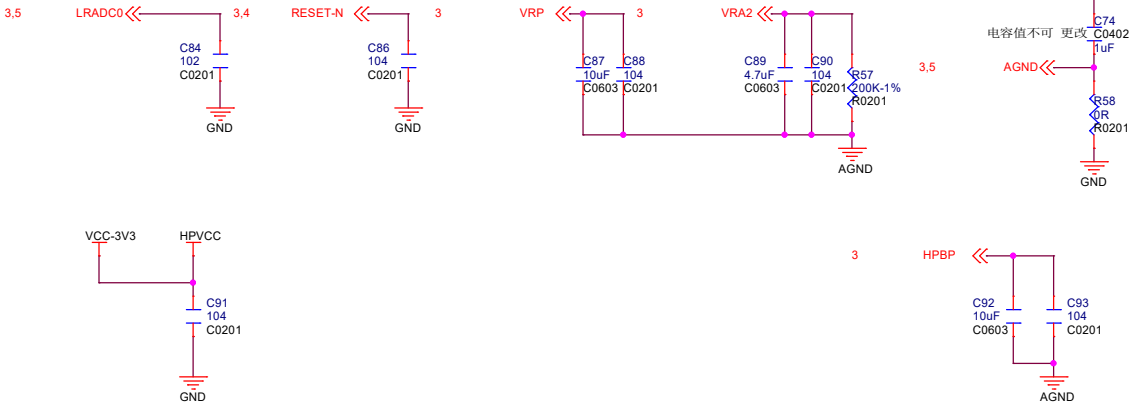 3,5 LRADC0
C84
102
C0201
GND
3,4 RESET-N
C86
104
C0201
GND
3 VRP
C87
10uF
C0603
C88
104
C0201
3 VRA2
C89
4.7uF
C0603
C90
104
C0201
R57
200K-1%
R0201
AGND
电容值不可 更改
C74
C0402
1uF
3,5 AGND
R58
0R
R0201
GND
VCC-3V3 HPVCC
C91
104
C0201
GND
3 HPBP
C92
10uF
C0603
C93
104
C0201
AGND